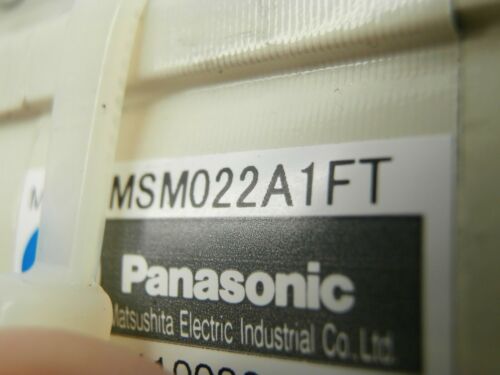 MSM022A1FT
Panasonic
Matsushita Electric Industrial Co.Ltd.